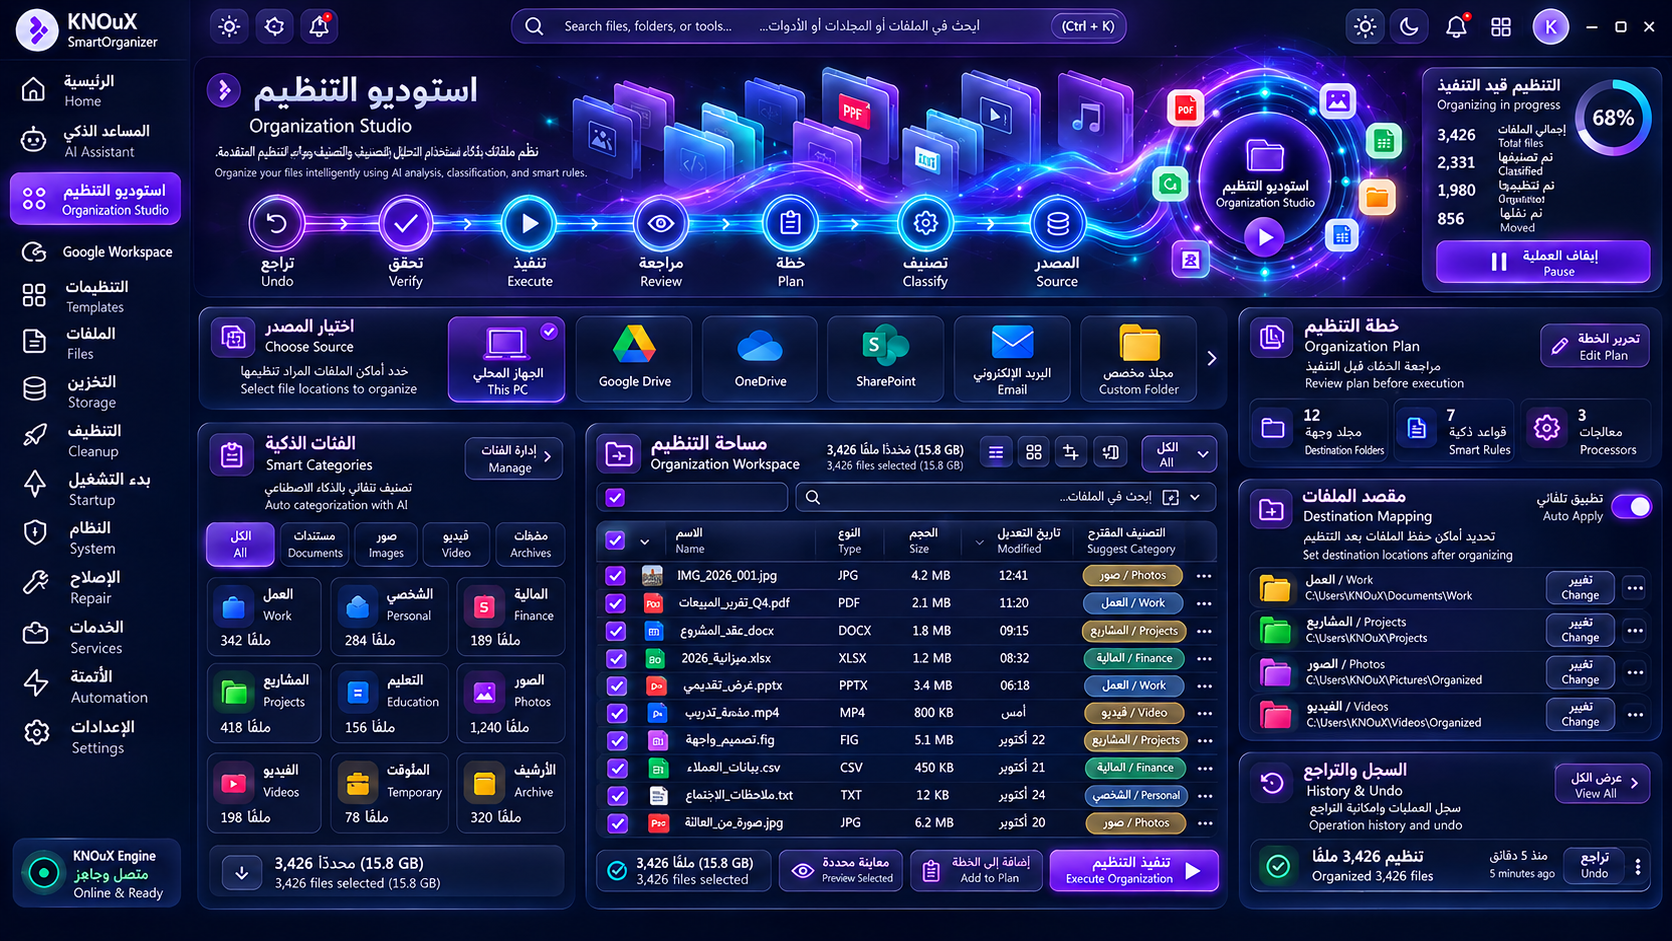 KNOuX
SmartOrganizer
Search files, folders, or tools...
ابحث في الملفات أو المجلدات أو الأدوات...
(Ctrl + K)
K
الرئيسية
Home
المساعد الذكي
AI Assistant
استوديو التنظيم
Organization Studio
Google Workspace
التنظيمات
Templates
الملفات
Files
التخزين
Storage
التنظيف
Cleanup
بدء التشغيل
Startup
النظام
System
الإصلاح
Repair
الخدمات
Services
الأتمتة
Automation
الإعدادات
Settings
KNOuX Engine
متصل وجاهز
Online & Ready
استوديو التنظيم
Organization Studio
Organize your files intelligently using AI analysis, classification, and smart rules.
تراجع
Undo
تحقق
Verify
تنفيذ
Execute
مراجعة
Review
خطة
Plan
تصنيف
Classify
المصدر
Source
PPF
PDF
استوديو التنظيم
Organization Studio
التنظيم قيد التنفيذ
Organizing in progress
68%
3,426
إجمالي الملفات
Total files
2,331
تم تصنيفها
Classified
1,980
856
تم نقلها
Moved
إيقاف العملية
Pause
اختيار المصدر
Choose Source
حدد أماكن الملفات المراد تنظيمها
Select file locations to organize
الجهاز المحلي
This PC
Google Drive
OneDrive
S
SharePoint
البريد الإلكتروني
Email
مجلد مخصص
Custom Folder
خطة التنظيم
Organization Plan
قبل التنفيذ
Review plan before execution
تحرير الخطة
Edit Plan
12
مجلد وجهة
Destination Folders
7
قواعد ذكية
Smart Rules
3
معالجات
Processors
الفئات الذكية
Smart Categories
تصنيف تلقائي بالذكاء الاصطناعي
Auto categorization with AI
إدارة الفئات
Manage
الكل
All
مستندات
Documents
صور
Images
فيديو
Video
Archives
العمل
Work
342 ملفًا
الشخصي
Personal
284 ملفًا
المالية
Finance
189 ملفًا
المشاريع
Projects
418 ملفًا
التعليم
Education
156 ملفًا
الصور
Photos
1,240 ملفًا
الفيديو
Videos
198 ملفًا
Temporary
78 ملفًا
الأرشيف
Archive
320 ملفًا
3,426 محددًا (15.8 GB)
3,426 files selected (15.8 GB)
مساحة التنظيم
Organization Workspace
3,426 ملفًا (15.8 GB)
3,426 files selected (15.8 GB)
الكل
All
إبحث في الملفات...
الاسم
Name
النوع
Type
الحجم
Size
تاريخ التعديل
Modified
التصنيف المقترح
Suggest Category
IMG_2026_001.jpg JPG 4.2 MB 12:41 صور / Photos
تقرير_المبيعات_Q4.pdf PDF 2.1 MB 11:20 العمل / Work
عقد_المشروع.docx DOCX 1.8 MB 09:15 المشاريع / Projects
ميزانية_2026.xlsx XLSX 1.2 MB 08:32 المالية / Finance
عرض_تقديمي.pptx PPTX 3.4 MB 06:18 العمل / Work
تدريب.mp4 MP4 800 KB أمس فيديو / Video
تصميم_واجهة.fig FIG 5.1 MB 22 أكتوبر المشاريع / Projects
بيانات_العملاء.csv CSV 450 KB 21 أكتوبر المالية / Finance
ملاحظات_الاجتماع.txt TXT 12 KB 24 أكتوبر الشخصي / Personal
صورة_من_العائلة.jpg JPG 6.2 MB 20 أكتوبر صور / Photos
3,426 ملفًا (15.8 GB)
3,426 files selected
معاينة محددة
Preview Selected
إضافة إلى الخطة
Add to Plan
تنفيذ التنظيم
Execute Organization
مقصد الملفات
Destination Mapping
تحديد أماكن حفظ الملفات بعد التنظيم
Set destination locations after organizing
تطبيق تلقائي
Auto Apply
العمل / Work
C:\Users\KNOuX\Documents\Work
تغيير
Change
المشاريع / Projects
C:\Users\KNOuX\Projects
تغيير
Change
الصور / Photos
C:\Users\KNOuX\Pictures\Organized
تغيير
Change
الفيديو / Videos
C:\Users\KNOuX\Videos\Organized
تغيير
Change
السجل والتراجع
History & Undo
سجل العمليات وإمكانية التراجع
Operation history and undo
عرض الكل
View All
تنظيم 3,426 ملفًا
Organized 3,426 files
منذ 5 دقائق
5 minutes ago
تراجع
Undo